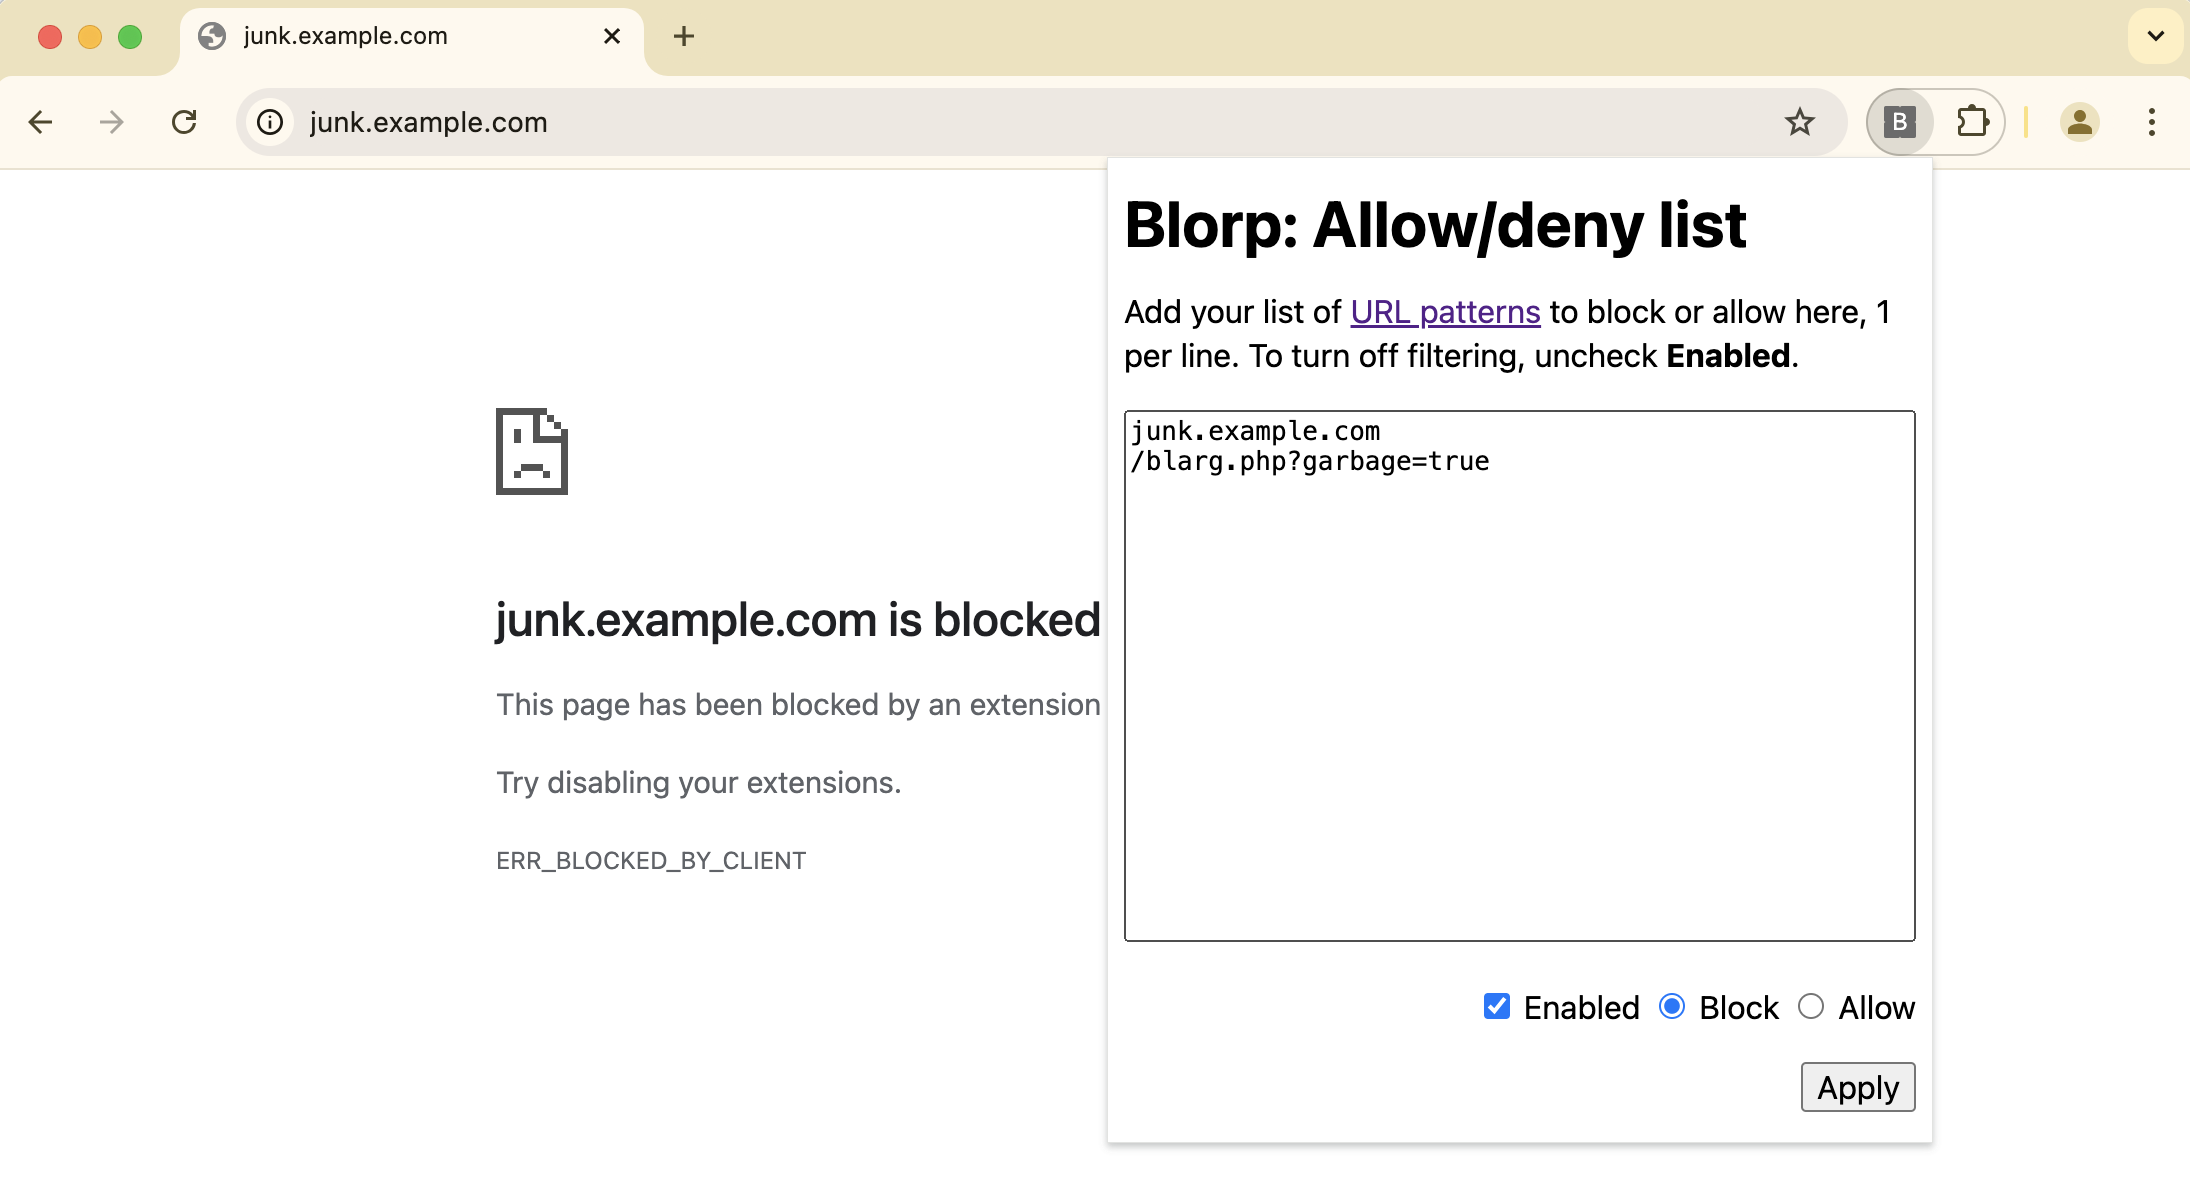 junk.example.com
junk.example.com
B
Blorp: Allow/deny list
Add your list of URL patterns to block or allow here, 1
per line. To turn off filtering, uncheck Enabled.
junk.example.com
/blarg.php?garbage=true
Enabled Block Allow
Apply
junk.example.com is blocked
This page has been blocked by an extension
Try disabling your extensions.
ERR_BLOCKED_BY_CLIENT